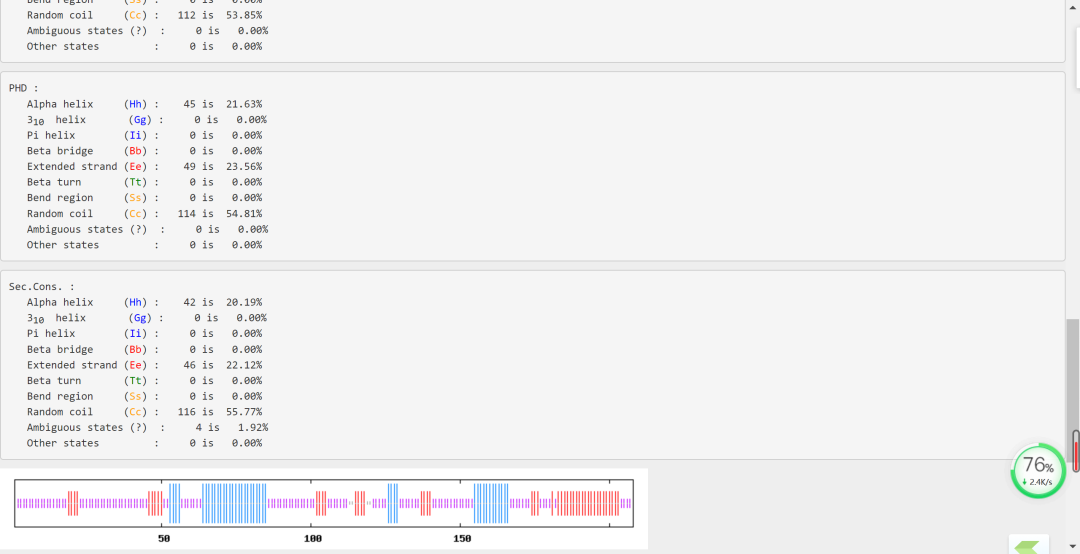 Bend region (Ss) : 0 is 0.00%
Random coil (Cc) : 112 is 53.85%
Ambiguous states (?) : 0 is 0.00%
Other states : 0 is 0.00%
PHD :
Alpha helix (Hh) : 45 is 21.63%
3₁₀ helix (Gg) : 0 is 0.00%
Pi helix (Ii) : 0 is 0.00%
Beta bridge (Bb) : 0 is 0.00%
Extended strand (Ee) : 49 is 23.56%
Beta turn (Tt) : 0 is 0.00%
Bend region (Ss) : 0 is 0.00%
Random coil (Cc) : 114 is 54.81%
Ambiguous states (?) : 0 is 0.00%
Other states : 0 is 0.00%
Sec.Cons. :
Alpha helix (Hh) : 42 is 20.19%
3₁₀ helix (Gg) : 0 is 0.00%
Pi helix (Ii) : 0 is 0.00%
Beta bridge (Bb) : 0 is 0.00%
Extended strand (Ee) : 46 is 22.12%
Beta turn (Tt) : 0 is 0.00%
Bend region (Ss) : 0 is 0.00%
Random coil (Cc) : 116 is 55.77%
Ambiguous states (?) : 4 is 1.92%
Other states : 0 is 0.00%
76%
↓ 2.4K/s
50 100 150